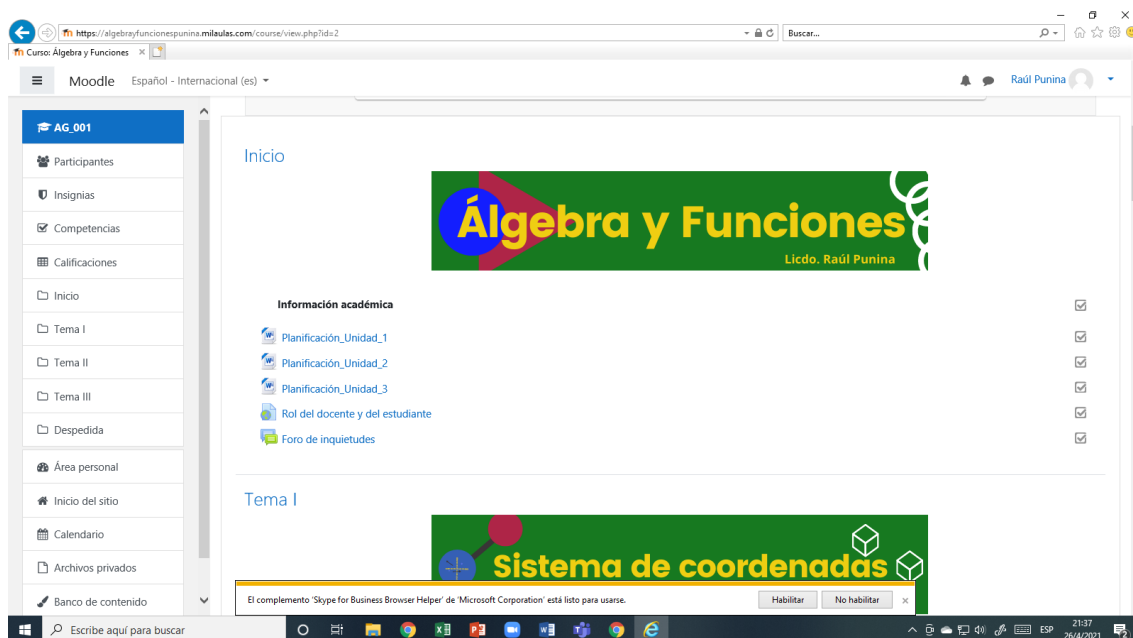 https://algebrayfuncionespunina.milaulas.com/course/view.php?id=2
Buscar...
Curso: Álgebra y Funciones
Moodle Español - Internacional (es)
Raúl Punina
AG_001
Participantes
Insignias
Competencias
Calificaciones
Inicio
Tema I
Tema II
Tema III
Despedida
Área personal
Inicio del sitio
Calendario
Archivos privados
Banco de contenido
Inicio
Álgebra y Funciones
Licdo. Raúl Punina
Información académica
Planificación_Unidad_1
Planificación_Unidad_2
Planificación_Unidad_3
Rol del docente y del estudiante
Foro de inquietudes
Tema I
Sistema de coordenadas
El complemento 'Skype for Business Browser Helper' de 'Microsoft Corporation' está listo para usarse.
Habilitar
No habilitar
Escribe aquí para buscar
ESP
21:37
26/4/2021